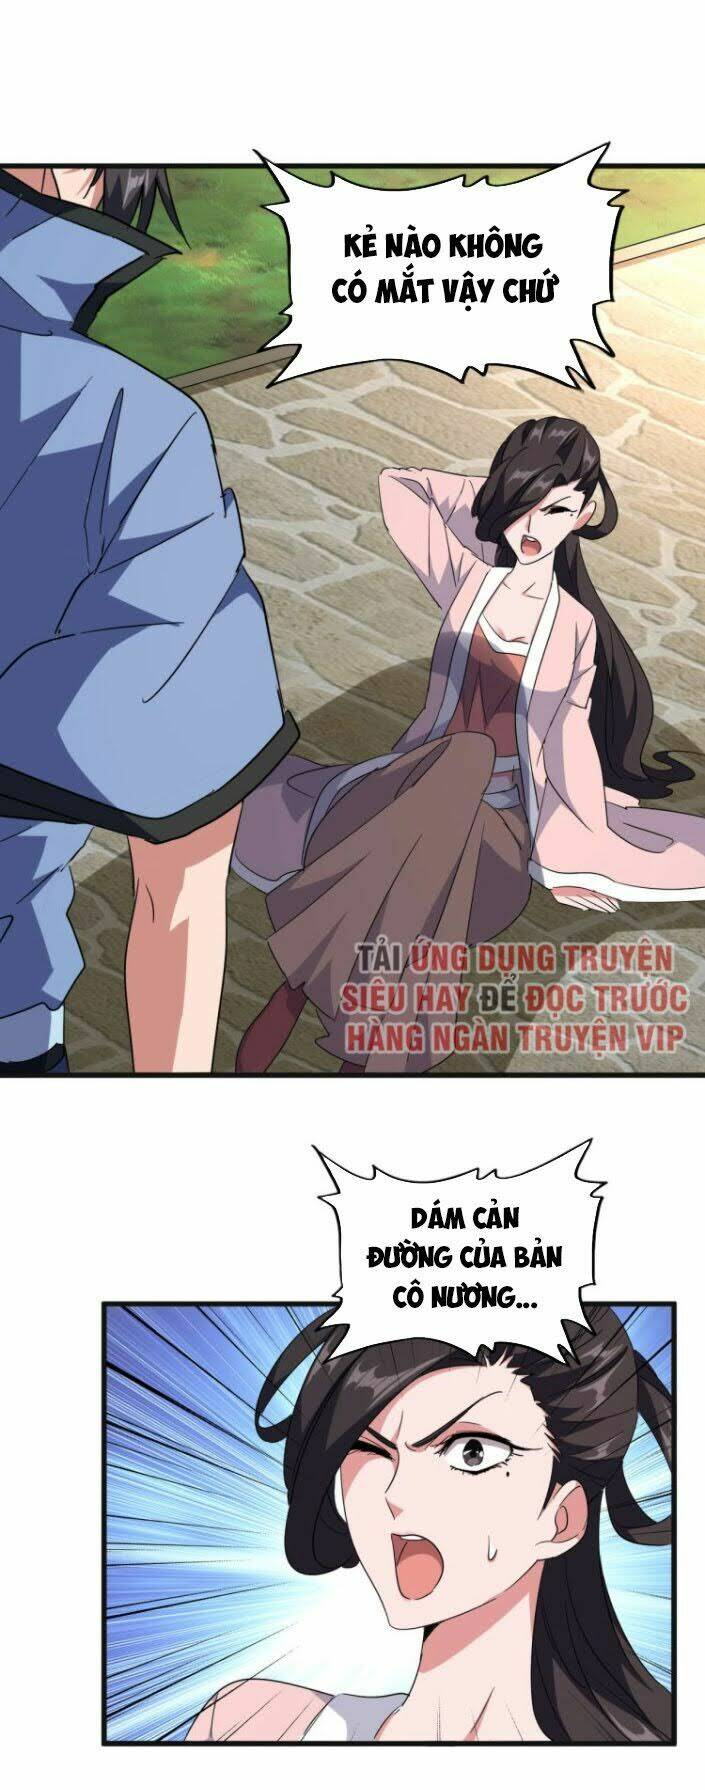 KẺ NÀO KHÔNG
CÓ MẮT VẬY CHỨ
TẢI ỨNG DỤNG TRUYỆN
SIÊU HAY ĐỂ ĐỌC TRƯỚC
HÀNG NGÀN TRUYỆN VIP
DÁM CẢN
ĐƯỜNG CỦA BẢN
CÔ NƯƠNG...